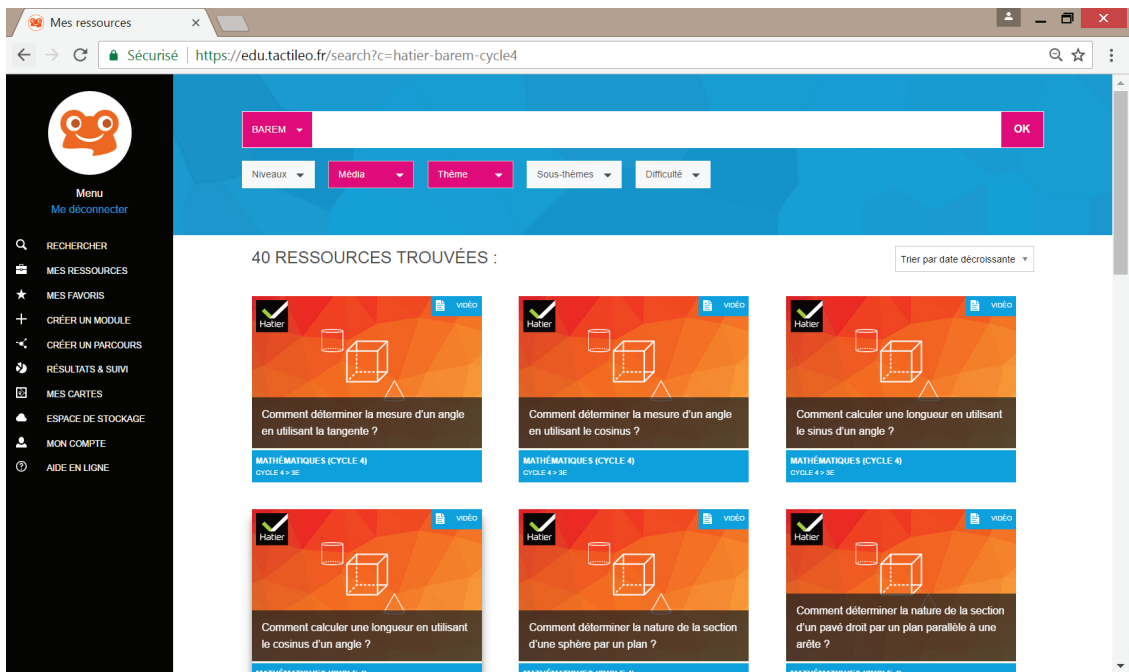 Mes ressources
Sécurisé https://edu.tactileo.fr/search?c=hatier-barem-cycle4
Menu
Me déconnecter
RECHERCHER
MES RESSOURCES
MES FAVORIS
CRÉER UN MODULE
CRÉER UN PARCOURS
RÉSULTATS & SUIVI
MES CARTES
ESPACE DE STOCKAGE
MON COMPTE
AIDE EN LIGNE
BAREM
OK
Niveaux
Média
Thème
Sous-thèmes
Difficulté
40 RESSOURCES TROUVÉES :
Trier par date décroissante
Hatier
VIDÉO
Comment déterminer la mesure d'un angle
en utilisant la tangente ?
MATHÉMATIQUES (CYCLE 4)
CYCLE 4 > 3E
Hatier
VIDÉO
Comment déterminer la mesure d'un angle
en utilisant le cosinus ?
MATHÉMATIQUES (CYCLE 4)
CYCLE 4 > 3E
Hatier
VIDÉO
Comment calculer une longueur en utilisant
le sinus d'un angle ?
MATHÉMATIQUES (CYCLE 4)
CYCLE 4 > 3E
Hatier
VIDÉO
Comment calculer une longueur en utilisant
le cosinus d'un angle ?
Hatier
VIDÉO
Comment déterminer la nature de la section
d'une sphère par un plan ?
Hatier
VIDÉO
Comment déterminer la nature de la section
d'un pavé droit par un plan parallèle à une
arête ?